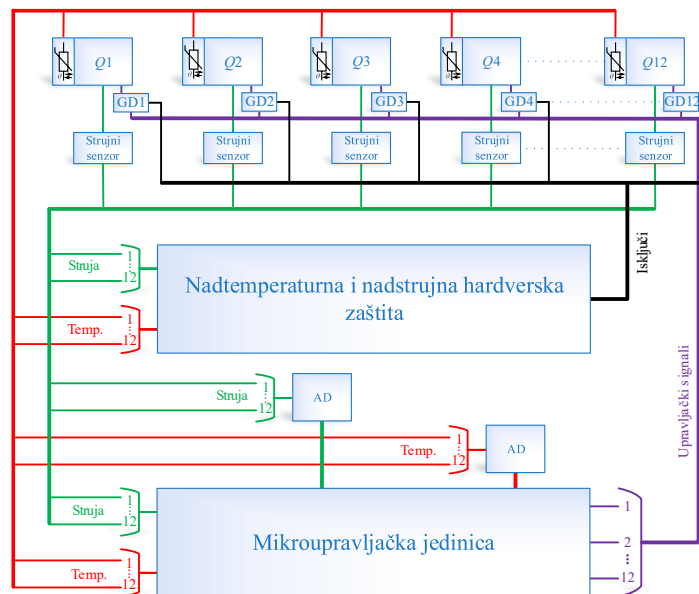 Q1
Q2
Q3
Q4
Q12
GD1
GD2
GD3
GD4
GD12
Strujni
senzor
Strujni
senzor
Strujni
senzor
Strujni
senzor
Strujni
senzor
Isključi
Struja
1
12
Nadtemperaturna i nadstrujna hardverska
zaštita
Temp.
1
12
Upravljački signali
Struja
1
12
AD
Temp.
1
12
AD
Struja
1
12
Mikroupravljačka jedinica
1
2
12
Temp.
1
12